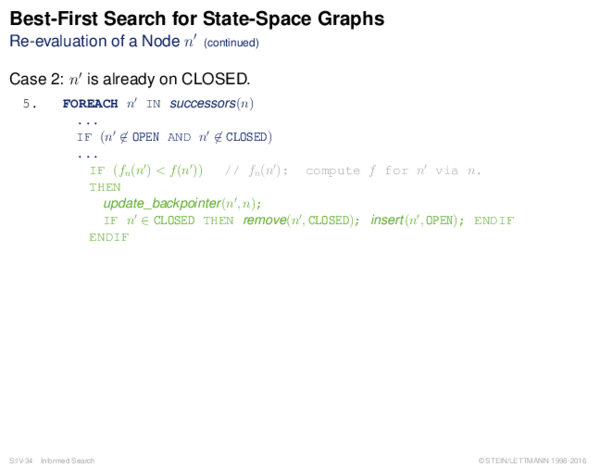 Best-First Search for State-Space Graphs
Re-evaluation of a Node n′ (continued)
Case 2: n′ is already on CLOSED.
5. FOREACH n′ IN successors(n)
...
IF (n′ ∉ OPEN AND n′ ∉ CLOSED)
...
IF (fₙ(n′) < f(n′)) // fₙ(n′): compute f for n′ via n.
THEN
update_backpointer(n′, n);
IF n′ ∈ CLOSED THEN remove(n′, CLOSED); insert(n′, OPEN); ENDIF
ENDIF
S:IV-34 Informed Search
©STEIN/LETTMANN 1998-2016